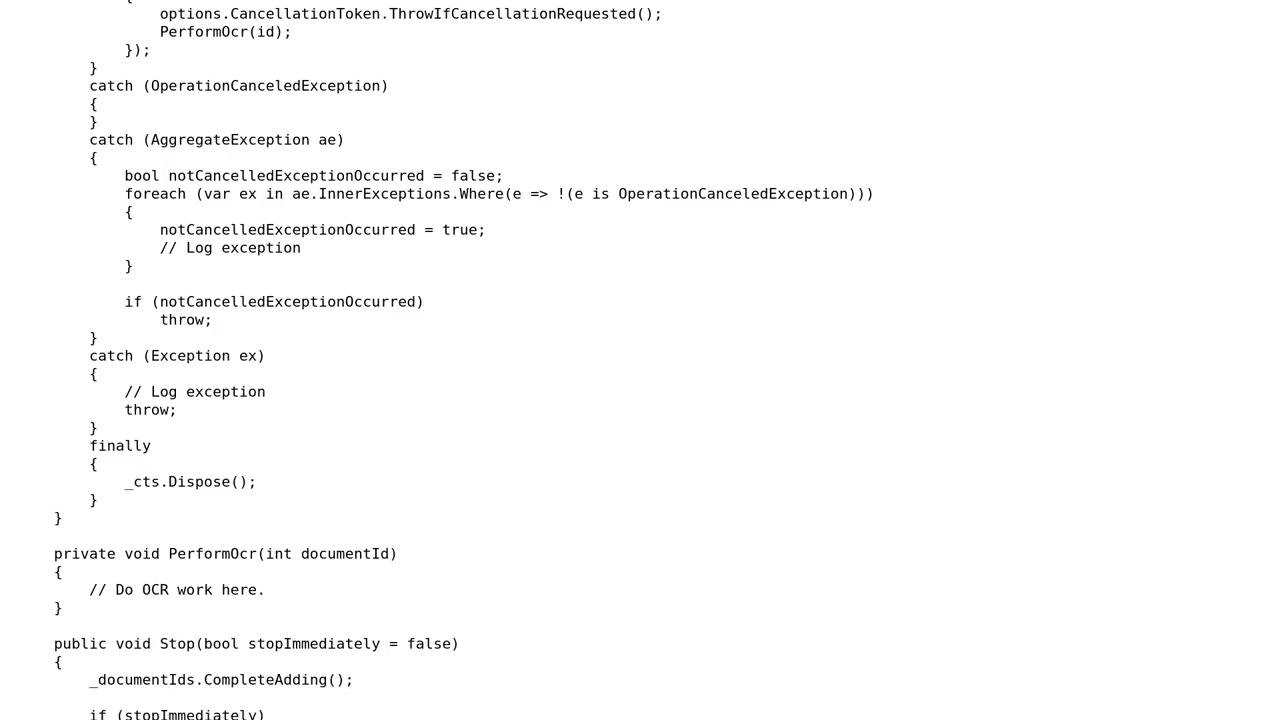 {
options.CancellationToken.ThrowIfCancellationRequested();
PerformOcr(id);
});
}
catch (OperationCanceledException)
{
}
catch (AggregateException ae)
{
bool notCancelledExceptionOccurred = false;
foreach (var ex in ae.InnerExceptions.Where(e => !(e is OperationCanceledException)))
{
notCancelledExceptionOccurred = true;
// Log exception
}
if (notCancelledExceptionOccurred)
throw;
}
catch (Exception ex)
{
// Log exception
throw;
}
finally
{
_cts.Dispose();
}
}
private void PerformOcr(int documentId)
{
// Do OCR work here.
}
public void Stop(bool stopImmediately = false)
{
_documentIds.CompleteAdding();
if (stopImmediately)